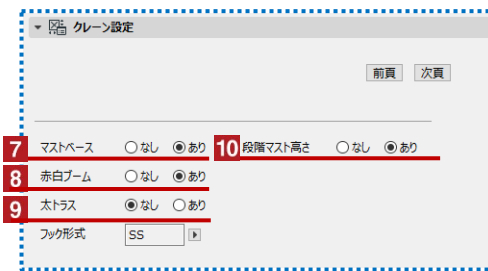 クレーン設定
前頁 次頁
7 マストベース なし あり 10 段階マスト高さ なし あり
8 赤白ブーム なし あり
9 太トラス なし あり
フック形式 SS